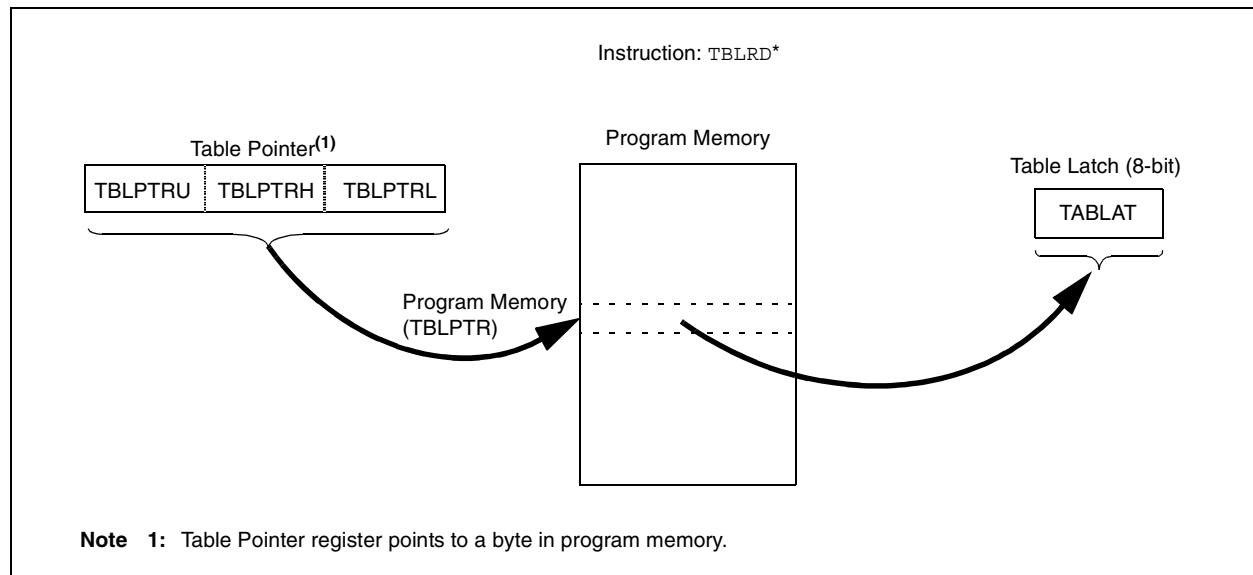 Instruction: TBLRD*
Table Pointer(1)
TBLPTRU TBLPTRH TBLPTRL
Program Memory
(TBLPTR)
Program Memory
Table Latch (8-bit)
TABLAT
Note 1: Table Pointer register points to a byte in program memory.